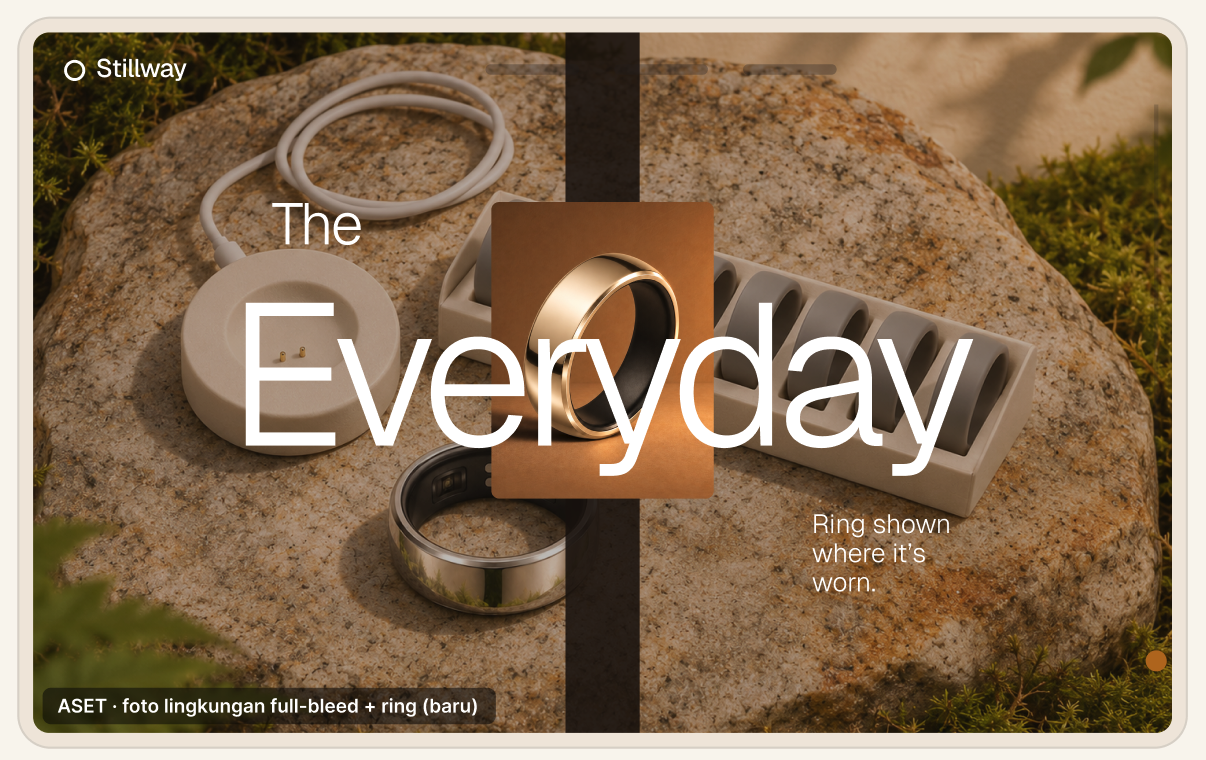 Stillway
The
Everyday
Ring shown
where it's
worn.
ASET · foto lingkungan full-bleed + ring (baru)